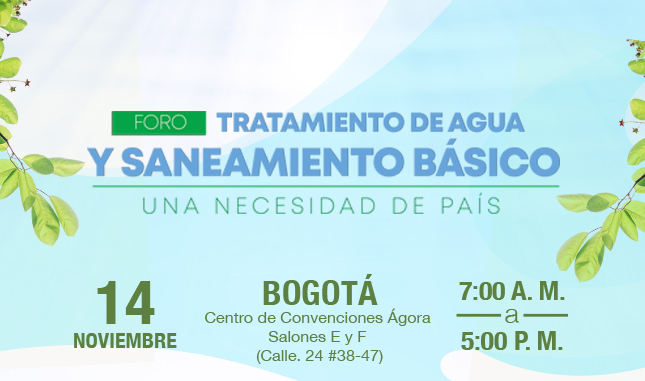 FORO TRATAMIENTO DE AGUA
Y SANEAMIENTO BÁSICO
UNA NECESIDAD DE PAÍS
14
NOVIEMBRE
BOGOTÁ
Centro de Convenciones Ágora
Salones E y F
(Calle. 24 #38-47)
7:00 A. M.
a
5:00 P. M.